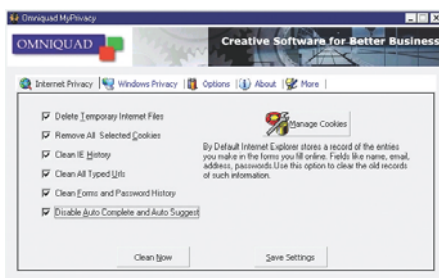 Omniquad MyPrivacy
OMNIQUAD
Creative Software for Better Business
Internet Privacy
Windows Privacy
Options
About
More
Delete Temporary Internet Files
Remove All Selected Cookies
Clean IE History
Clean All Typed Urls
Clean Forms and Password History
Disable Auto Complete and Auto Suggest
Manage Cookies
By Default Internet Explorer stores a record of the entries
you make in the forms you fill online. Fields like name, email,
address, passwords.Use this option to clear the old records
of such information.
Clean Now
Save Settings